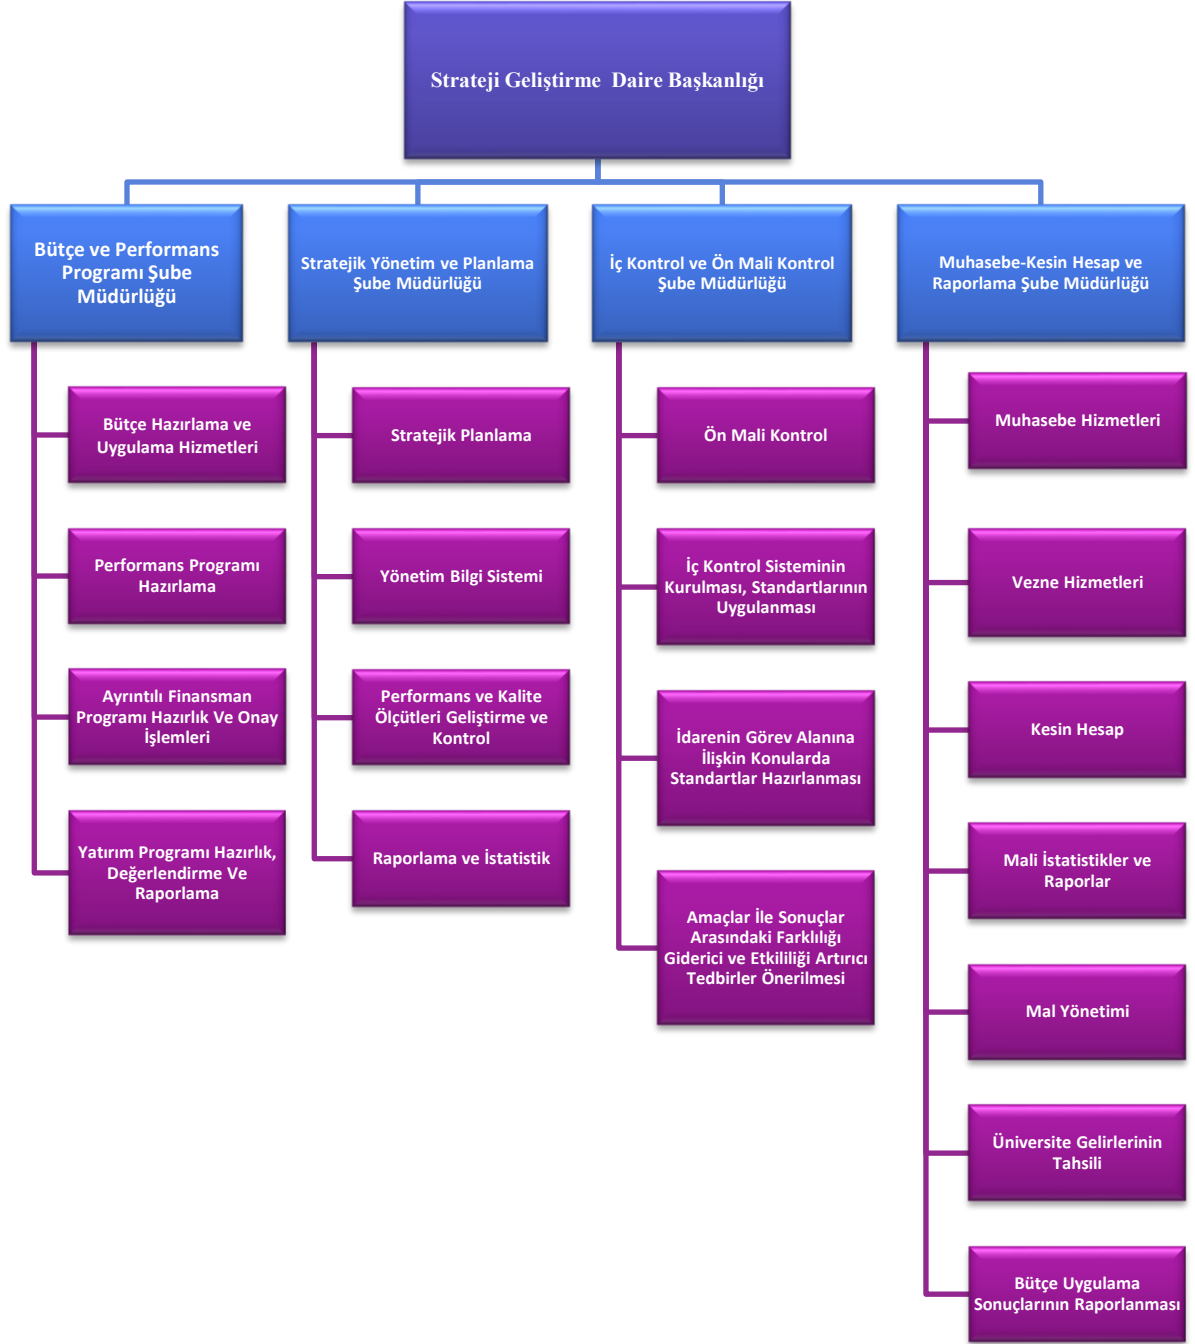 Strateji Geliştirme  Daire Başkanlığı
Bütçe ve Performans
Programı Şube
Müdürlüğü
Bütçe Hazırlama ve
Uygulama Hizmetleri
Performans Programı
Hazırlama
Ayrıntılı Finansman
Programı Hazırlık Ve Onay
İşlemleri
Yatırım Programı Hazırlık,
Değerlendirme Ve
Raporlama
Stratejik Yönetim ve Planlama
Şube Müdürlüğü
Stratejik Planlama
Yönetim Bilgi Sistemi
Performans ve Kalite
Ölçütleri Geliştirme ve
Kontrol
Raporlama ve İstatistik
İç Kontrol ve Ön Mali Kontrol
Şube Müdürlüğü
Ön Mali Kontrol
İç Kontrol Sisteminin
Kurulması, Standartlarının
Uygulanması
İdarenin Görev Alanına
İlişkin Konularda
Standartlar Hazırlanması
Amaçlar İle Sonuçlar
Arasındaki Farklılığı
Giderici ve Etkililiği Artırıcı
Tedbirler Önerilmesi
Muhasebe-Kesin Hesap ve
Raporlama Şube Müdürlüğü
Muhasebe Hizmetleri
Vezne Hizmetleri
Kesin Hesap
Mali İstatistikler ve
Raporlar
Mal Yönetimi
Üniversite Gelirlerinin
Tahsili
Bütçe Uygulama
Sonuçlarının Raporlanması